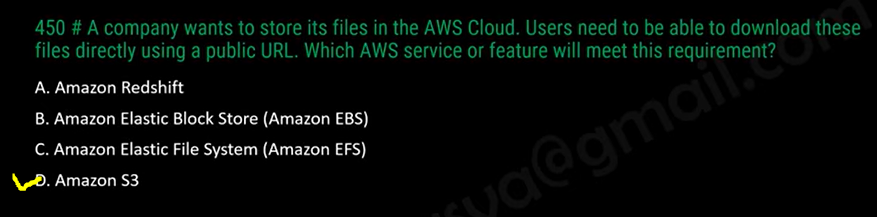 450 # A company wants to store its files in the AWS Cloud. Users need to be able to download these
files directly using a public URL. Which AWS service or feature will meet this requirement?
A. Amazon Redshift
B. Amazon Elastic Block Store (Amazon EBS)
C. Amazon Elastic File System (Amazon EFS)
D. Amazon S3